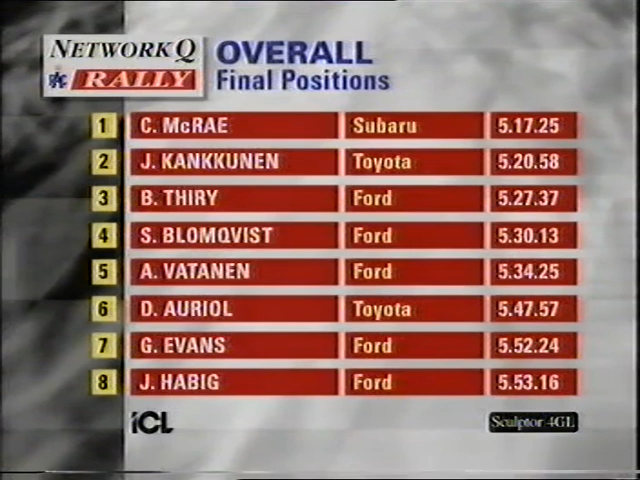 NETWORK Q
RALLY
OVERALL
Final Positions
1 C. McRAE Subaru 5.17.25
2 J. KANKKUNEN Toyota 5.20.58
3 B. THIRY Ford 5.27.37
4 S. BLOMQVIST Ford 5.30.13
5 A. VATANEN Ford 5.34.25
6 D. AURIOL Toyota 5.47.57
7 G. EVANS Ford 5.52.24
8 J. HABIG Ford 5.53.16
iCL
Sculptor 4GL